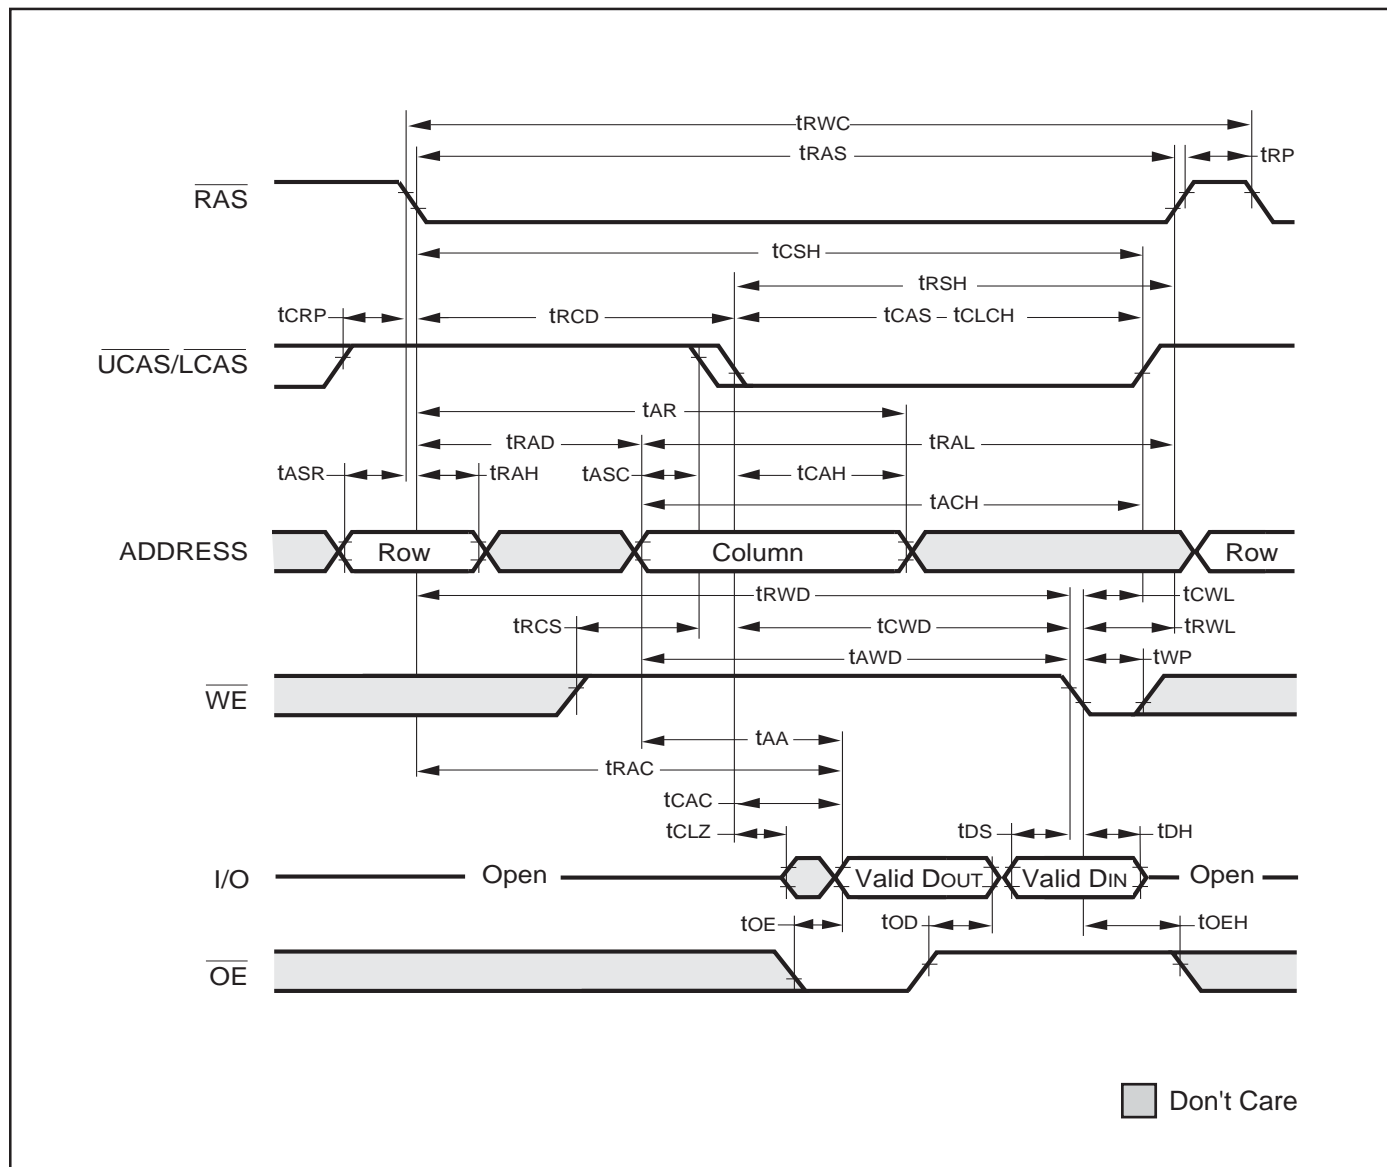 tRWC
tRAS
tRP
RAS
tCSH
tRSH
tCRP
tRCD
tCAS - tCLCH
UCAS/LCAS
tAR
tRAD
tRAL
tASR
tRAH
tASC
tCAH
tACH
ADDRESS
Row
Column
Row
tRWD
tCWL
tRCS
tCWD
tRWL
tAWD
tWP
WE
tAA
tRAC
tCAC
tCLZ
tDS
tDH
I/O
Open
Valid DOUT
Valid DIN
Open
tOE
tOD
tOEH
OE
Don't Care